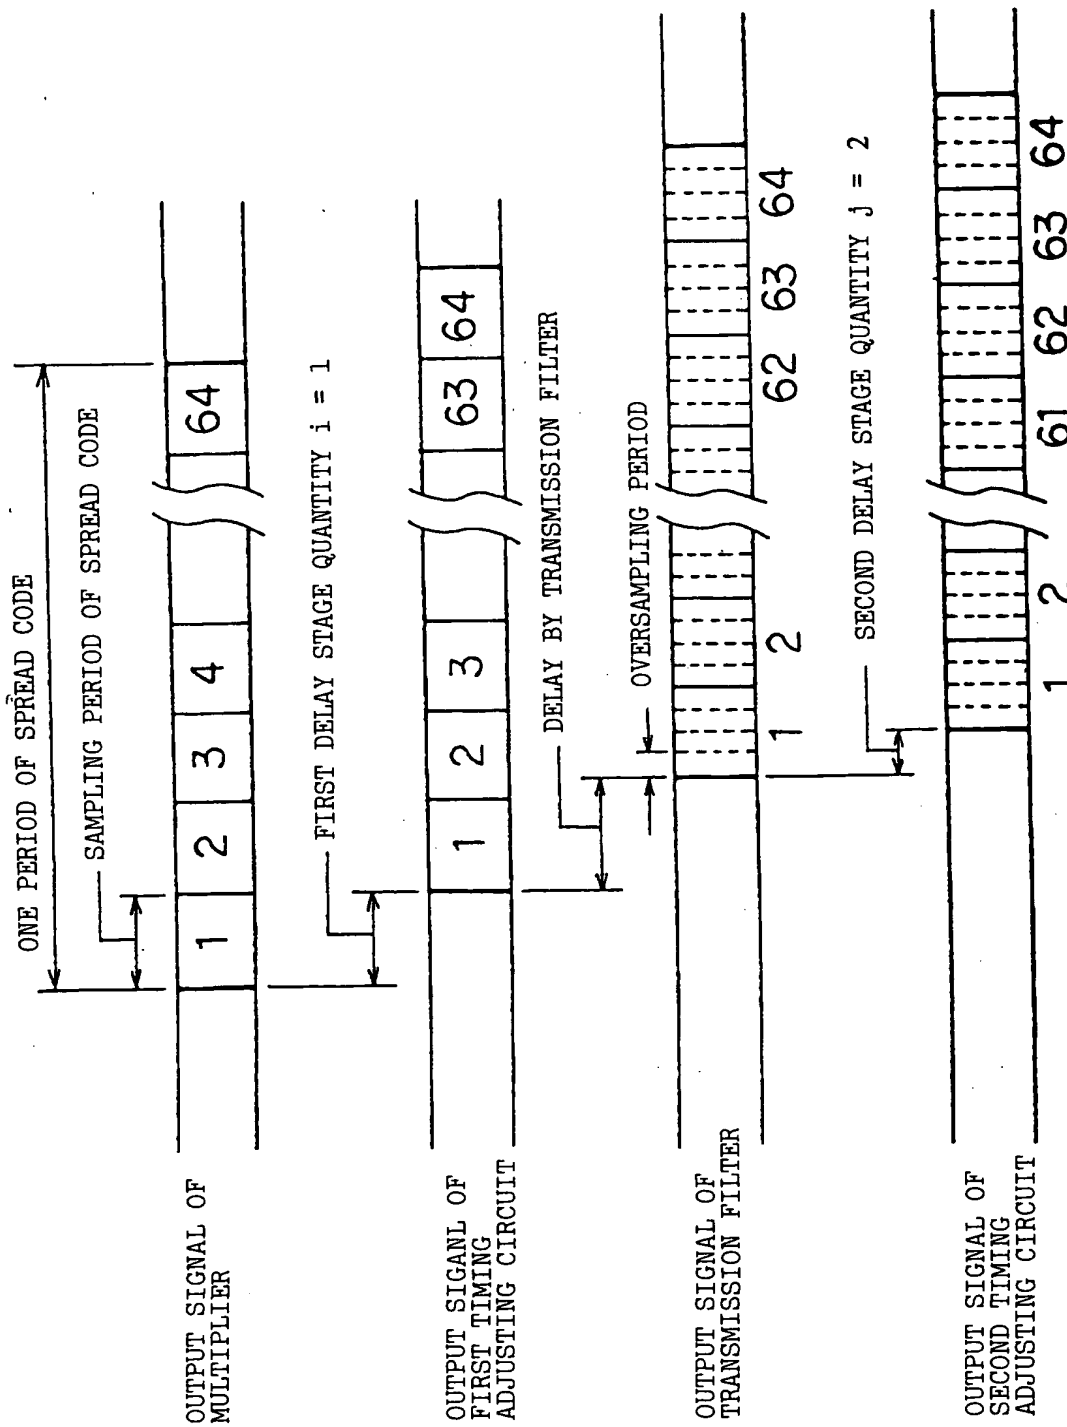 ONE PERIOD OF SPREAD CODE
SAMPLING PERIOD OF SPREAD CODE
OUTPUT SIGNAL OF
MULTIPLIER
1 2 3 4 64
FIRST DELAY STAGE QUANTITY i = 1
OUTPUT SIGANL OF
FIRST TIMING
ADJUSTING CIRCUIT
1 2 3 63 64
DELAY BY TRANSMISSION FILTER
OVERSAMPLING PERIOD
OUTPUT SIGNAL OF
TRANSMISSION FILTER
1 2 62 63 64
SECOND DELAY STAGE QUANTITY j = 2
OUTPUT SIGNAL OF
SECOND TIMING
ADJUSTING CIRCUIT
1 2 61 62 63 64